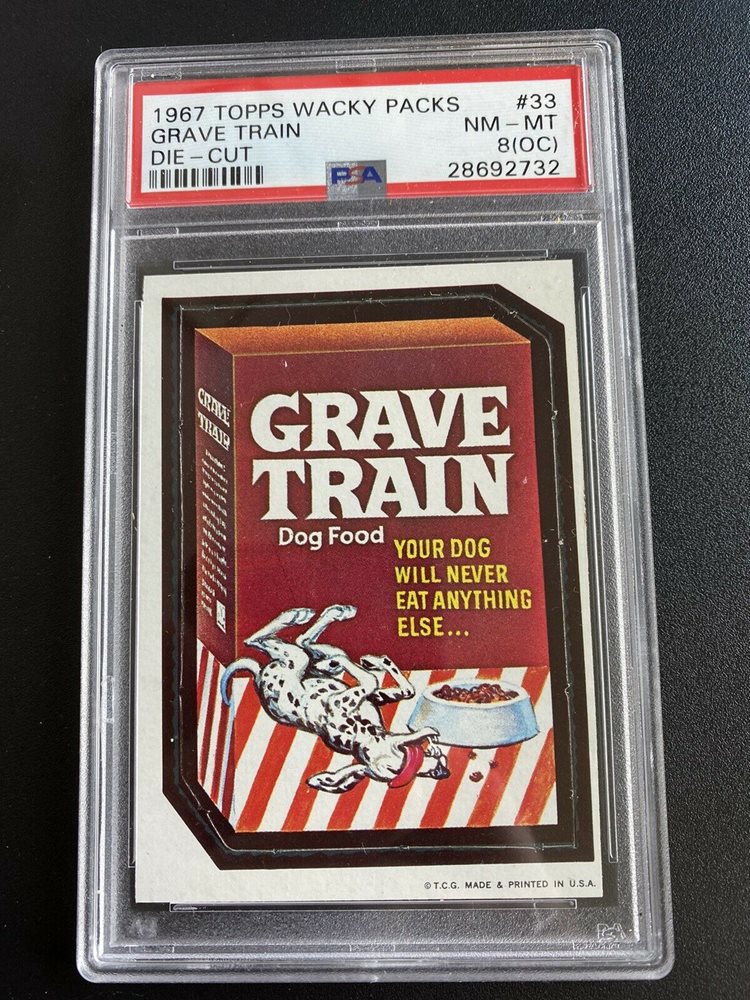 1967 TOPPS WACKY PACKS #33
GRAVE TRAIN NM - MT
DIE - CUT 8(OC)
PSA 28692732
GRAVE
TRAIN
GRAVE
TRAIN
Dog Food
YOUR DOG
WILL NEVER
EAT ANYTHING
ELSE...
© T.C.G. MADE & PRINTED IN U.S.A.
PSA